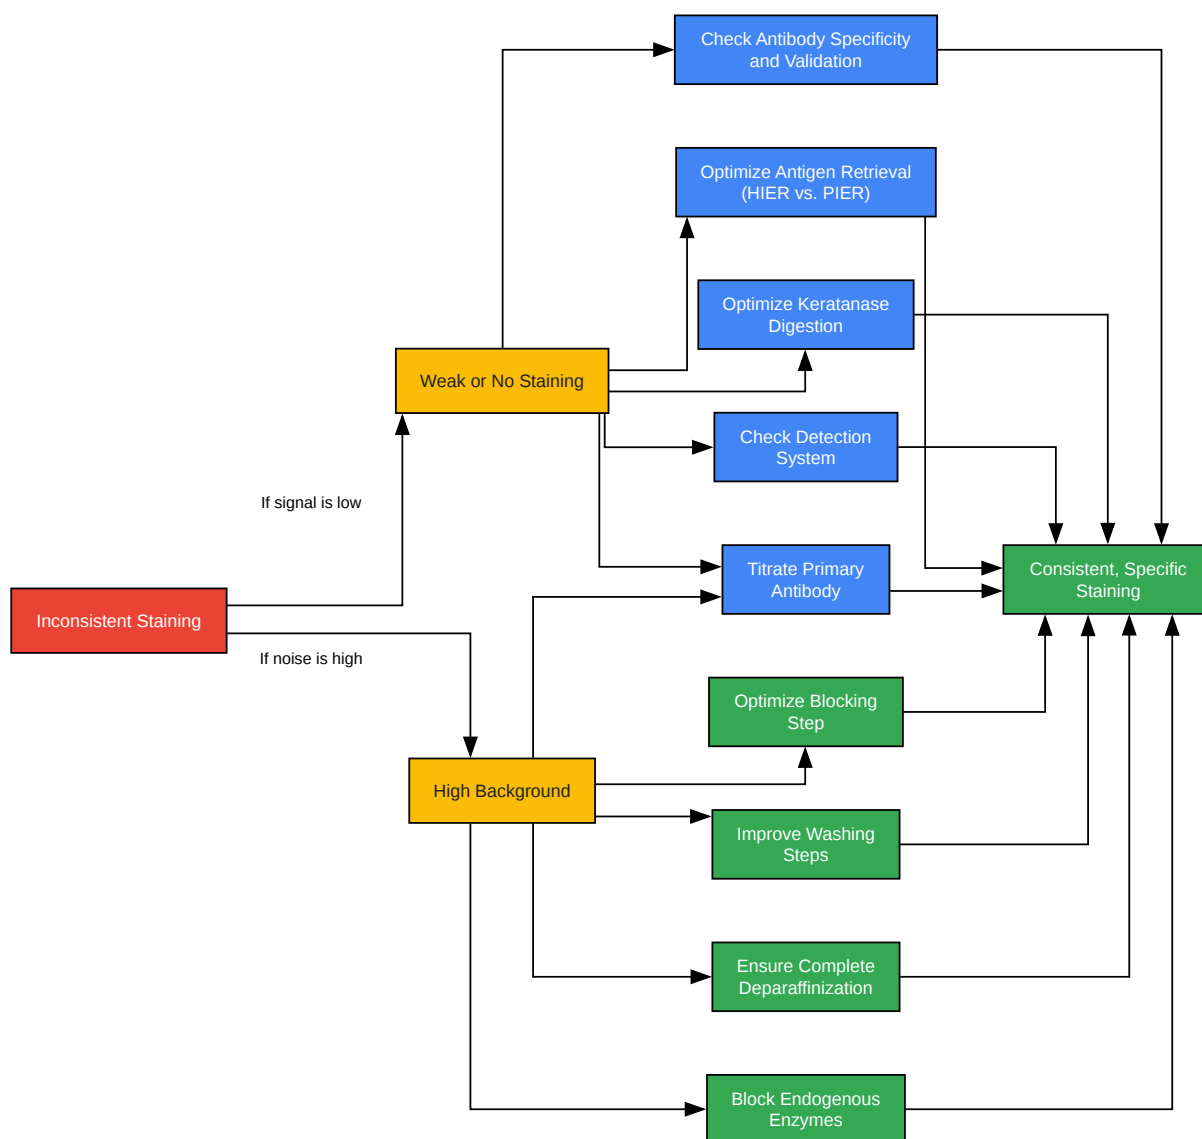 Check Antibody Specificity
and Validation
Optimize Antigen Retrieval
(HIER vs. PIER)
Optimize Keratanase
Digestion
Weak or No Staining
Check Detection
System
If signal is low
Titrate Primary
Antibody
Consistent, Specific
Staining
Inconsistent Staining
If noise is high
Optimize Blocking
Step
High Background
Improve Washing
Steps
Ensure Complete
Deparaffinization
Block Endogenous
Enzymes